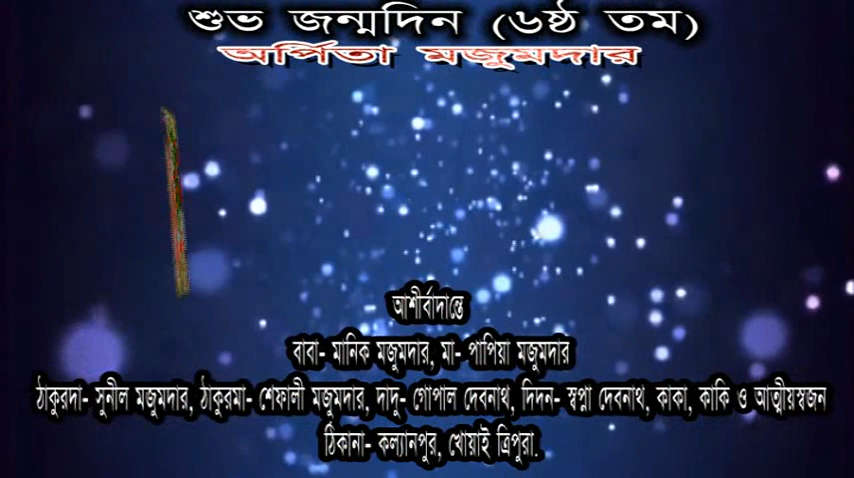 শুভ জন্মদিন (৬ষ্ঠ তম)
অর্পিতা মজুমদার
আশীর্বাদান্তে
বাবা- মানিক মজুমদার, মা- পাপিয়া মজুমদার
ঠাকুরদা- সুনীল মজুমদার, ঠাকুরমা- শেফালী মজুমদার, দাদু- গোপাল দেবনাথ, দিদন- স্বপ্না দেবনাথ, কাকা, কাকি ও আত্মীয়স্বজন
ঠিকানা- কল্যানপুর, খোয়াই ত্রিপুরা.